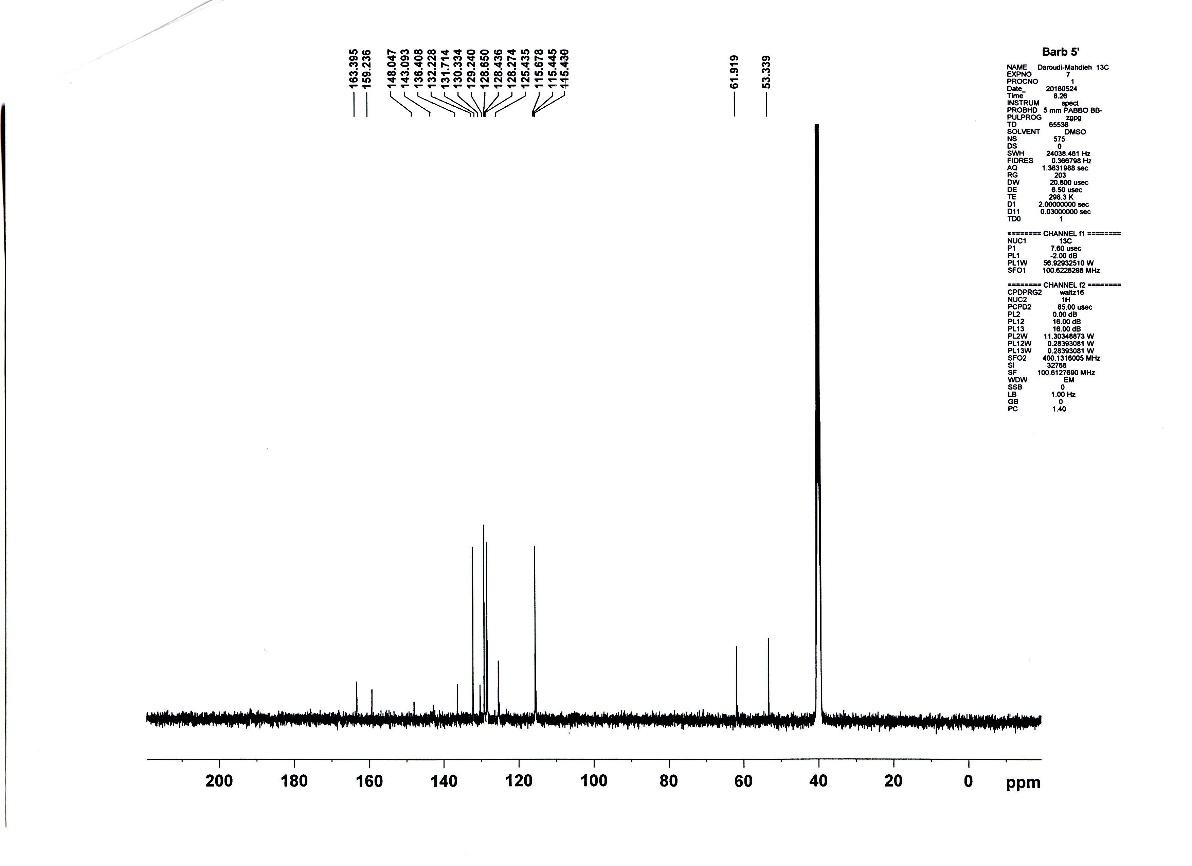 163.395
159.236
148.047
143.093
136.408
132.228
131.714
130.334
129.240
128.650
128.436
128.274
125.435
115.678
115.445
115.430
61.919
53.339
Barb 5'
NAME Daroudi-Mahdieh 13C
EXPNO 7
PROCNO 1
Date_ 20160524
Time 8.26
INSTRUM spect
PROBHD 5 mm PABBO BB-
PULPROG zgpg
TD 65536
SOLVENT DMSO
NS 575
DS 0
SWH 24038.461 Hz
FIDRES 0.366798 Hz
AQ 1.3631988 sec
RG 203
DW 20.800 usec
DE 6.50 usec
TE 298.3 K
D1 2.00000000 sec
D11 0.03000000 sec
TD0 1
======== CHANNEL f1 ========
NUC1 13C
P1 7.60 usec
PL1 -2.00 dB
PL1W 56.92932510 W
SFO1 100.6228298 MHz
======== CHANNEL f2 ========
CPDPRG2 waltz16
NUC2 1H
PCPD2 85.00 usec
PL2 0.00 dB
PL12 16.00 dB
PL13 16.00 dB
PL2W 11.30346673 W
PL12W 0.28393081 W
PL13W 0.28393081 W
SFO2 400.1316005 MHz
SI 32768
SF 100.6127690 MHz
WDW EM
SSB 0
LB 1.00 Hz
GB 0
PC 1.40
200 180 160 140 120 100 80 60 40 20 0 ppm